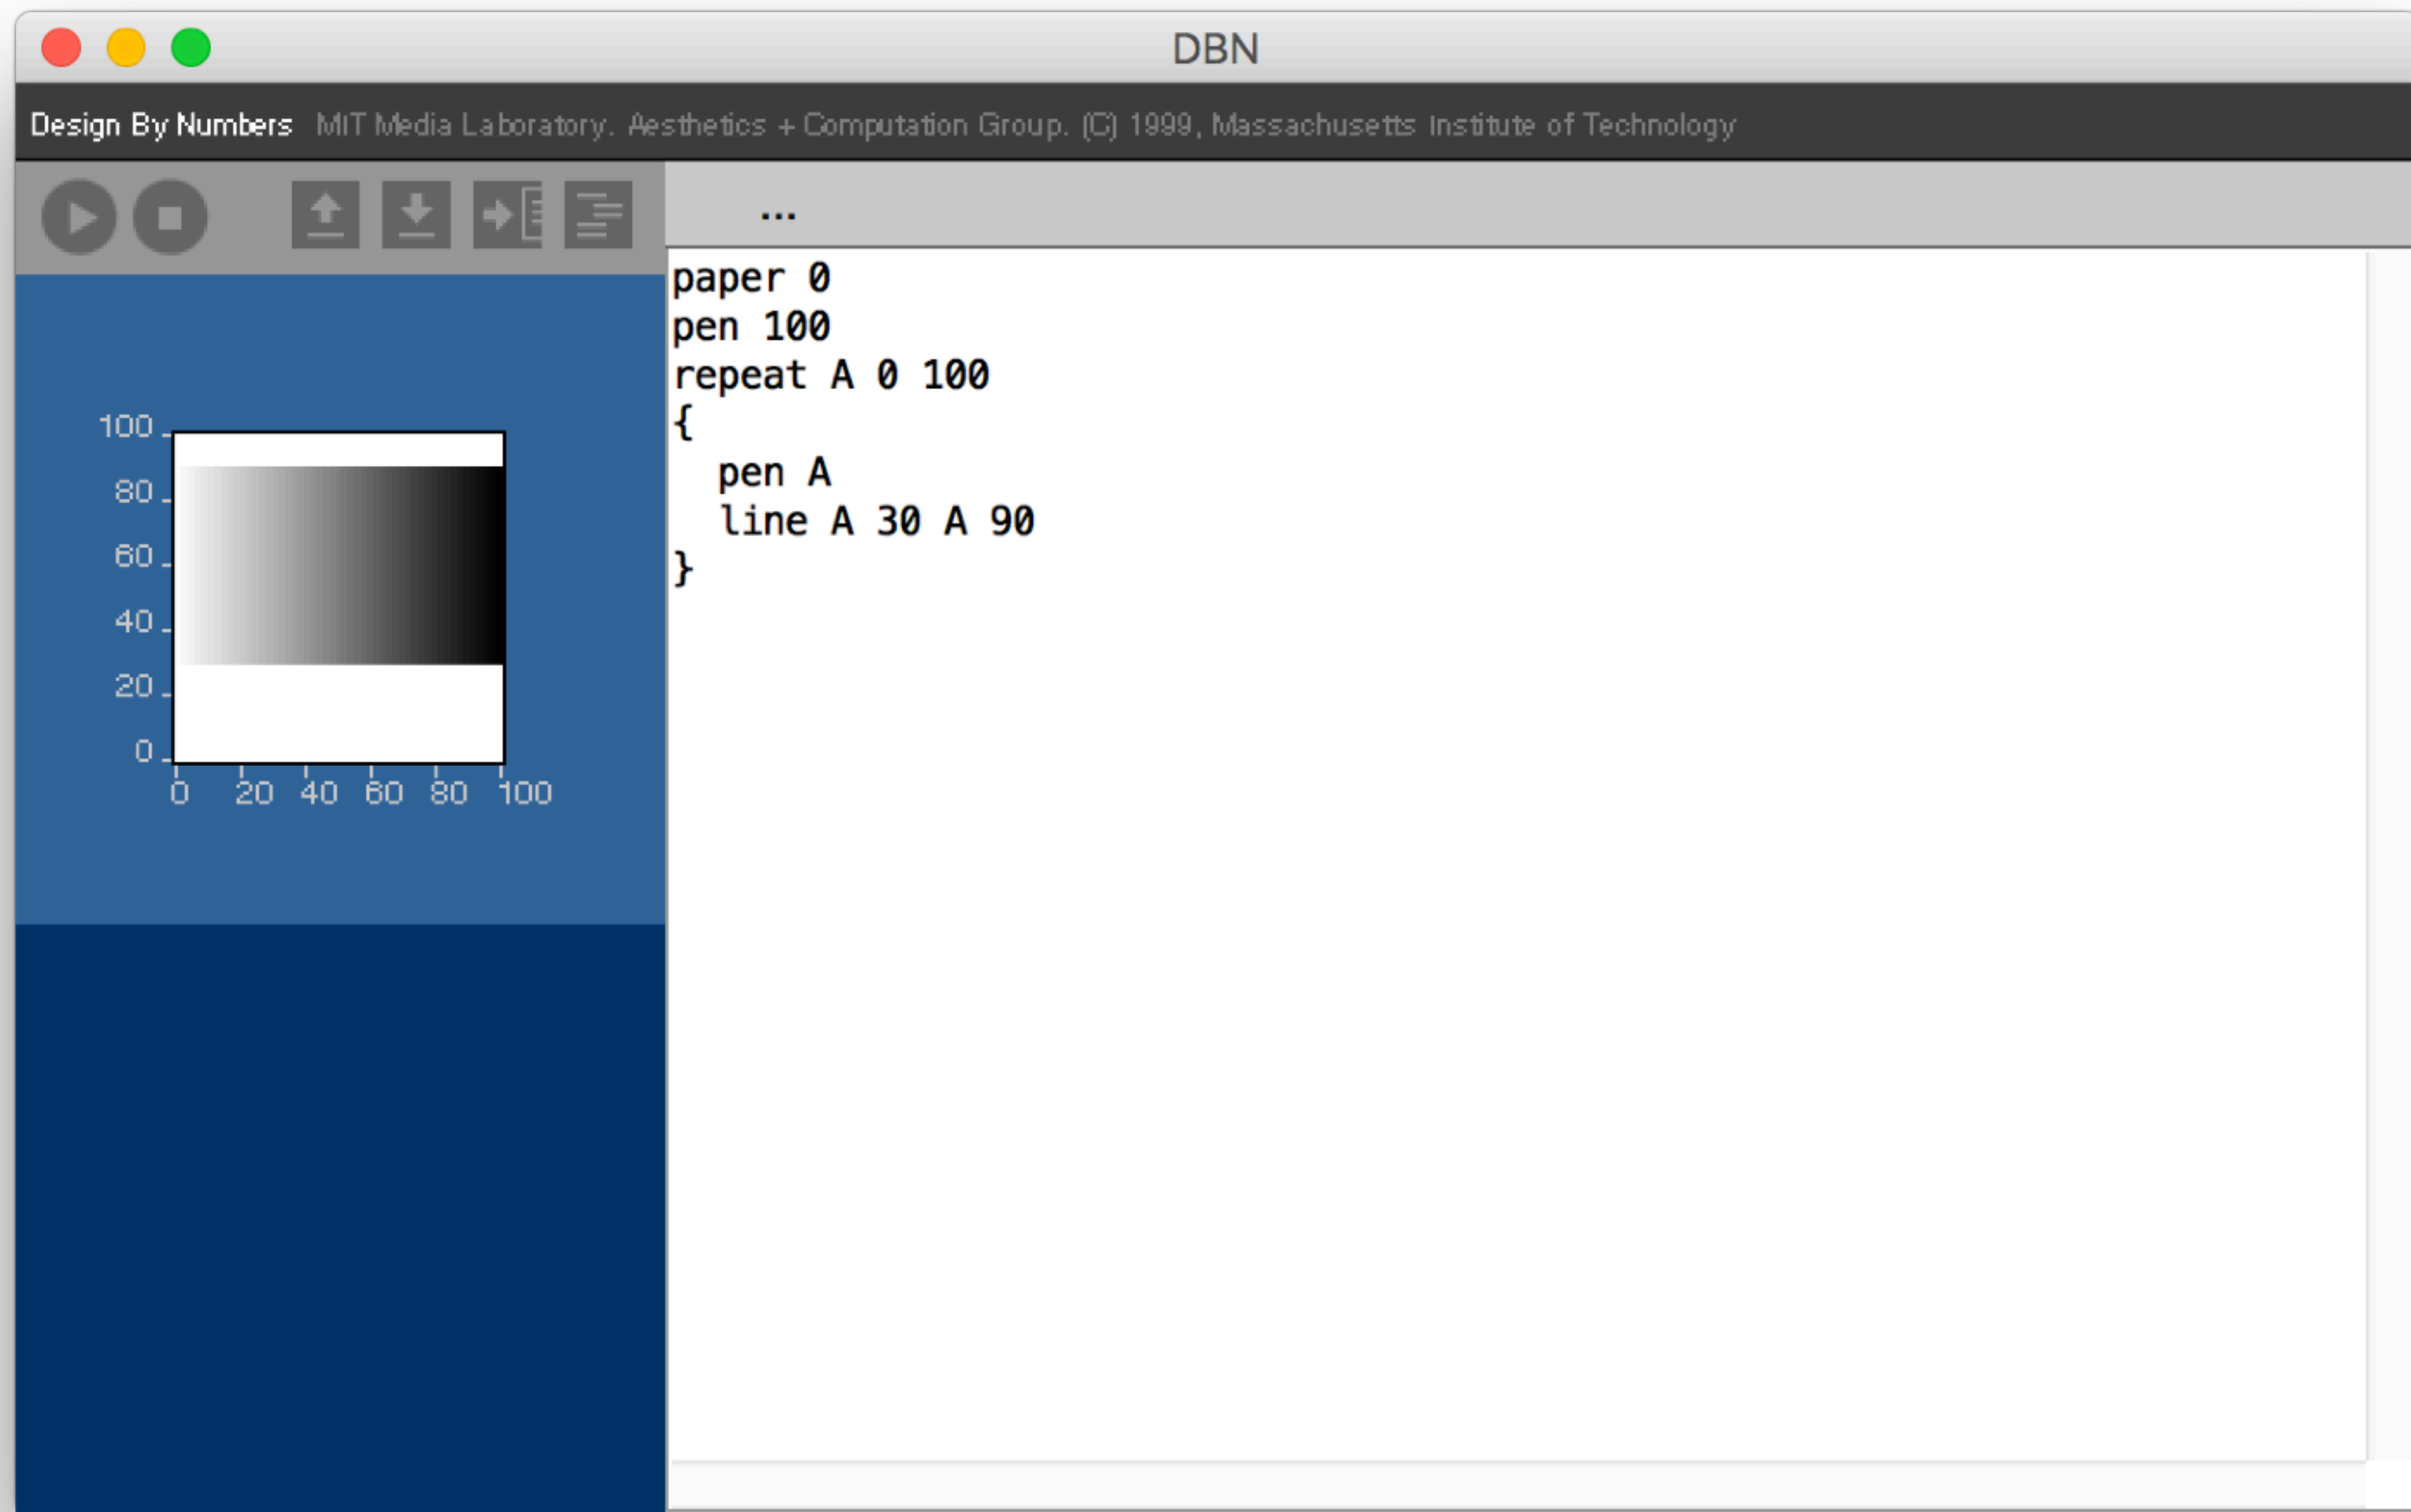 DBN
Design By Numbers MIT Media Laboratory. Aesthetics + Computation Group. (C) 1999, Massachusetts Institute of Technology
...
100
80
60
40
20
0
0 20 40 60 80 100
paper 0
pen 100
repeat A 0 100
{
  pen A
  line A 30 A 90
}